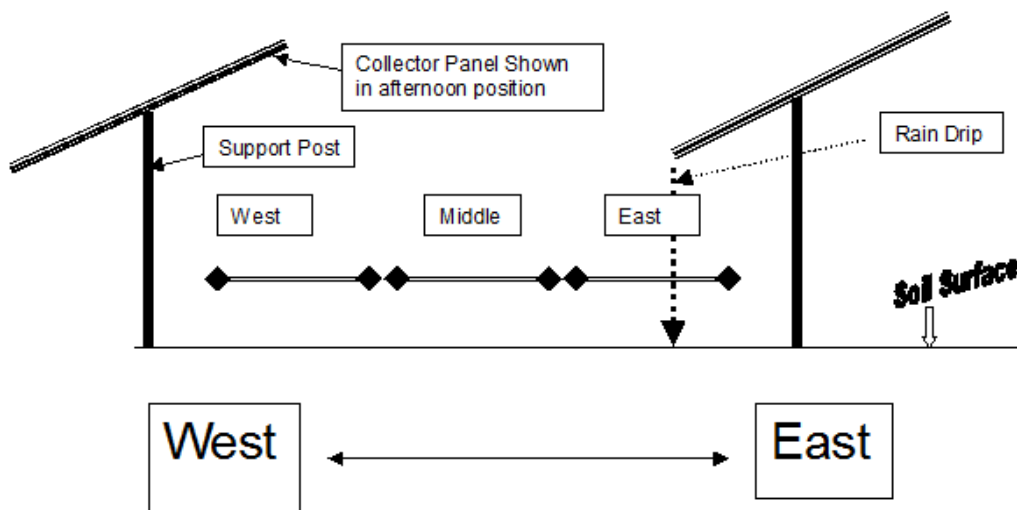 Collector Panel Shown
in afternoon position
Support Post
Rain Drip
West
Middle
East
Soil Surface
West
East